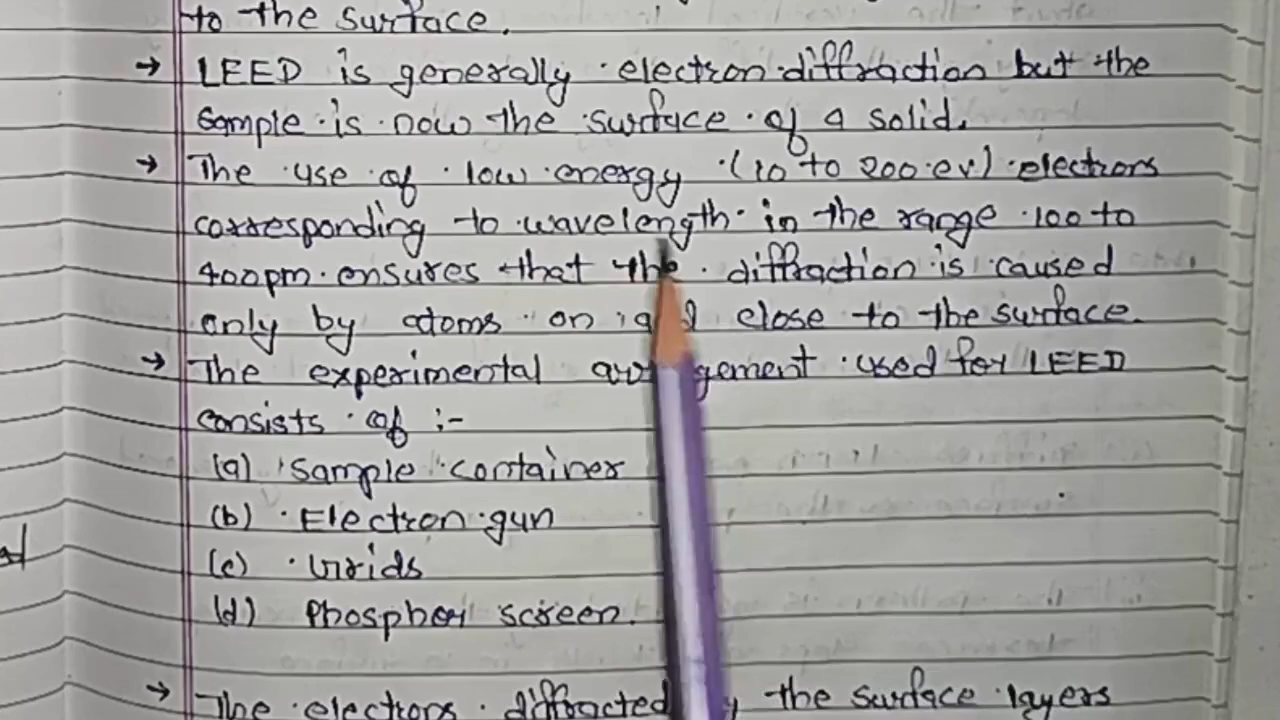 to the surface.
→ LEED is generally electron diffraction but the
sample is now the surface of a solid.
→ The use of low energy (10 to 200 ev) electrons
corresponding to wavelength in the range 100 to
400pm ensures that the diffraction is caused
only by atoms on close to the surface.
→ The experimental used for LEED
consists of :-
(a) Sample container
(b) Electron gun
(c) Grids
(d) Phosphor screen.
→ The electrons diffracted the surface layers